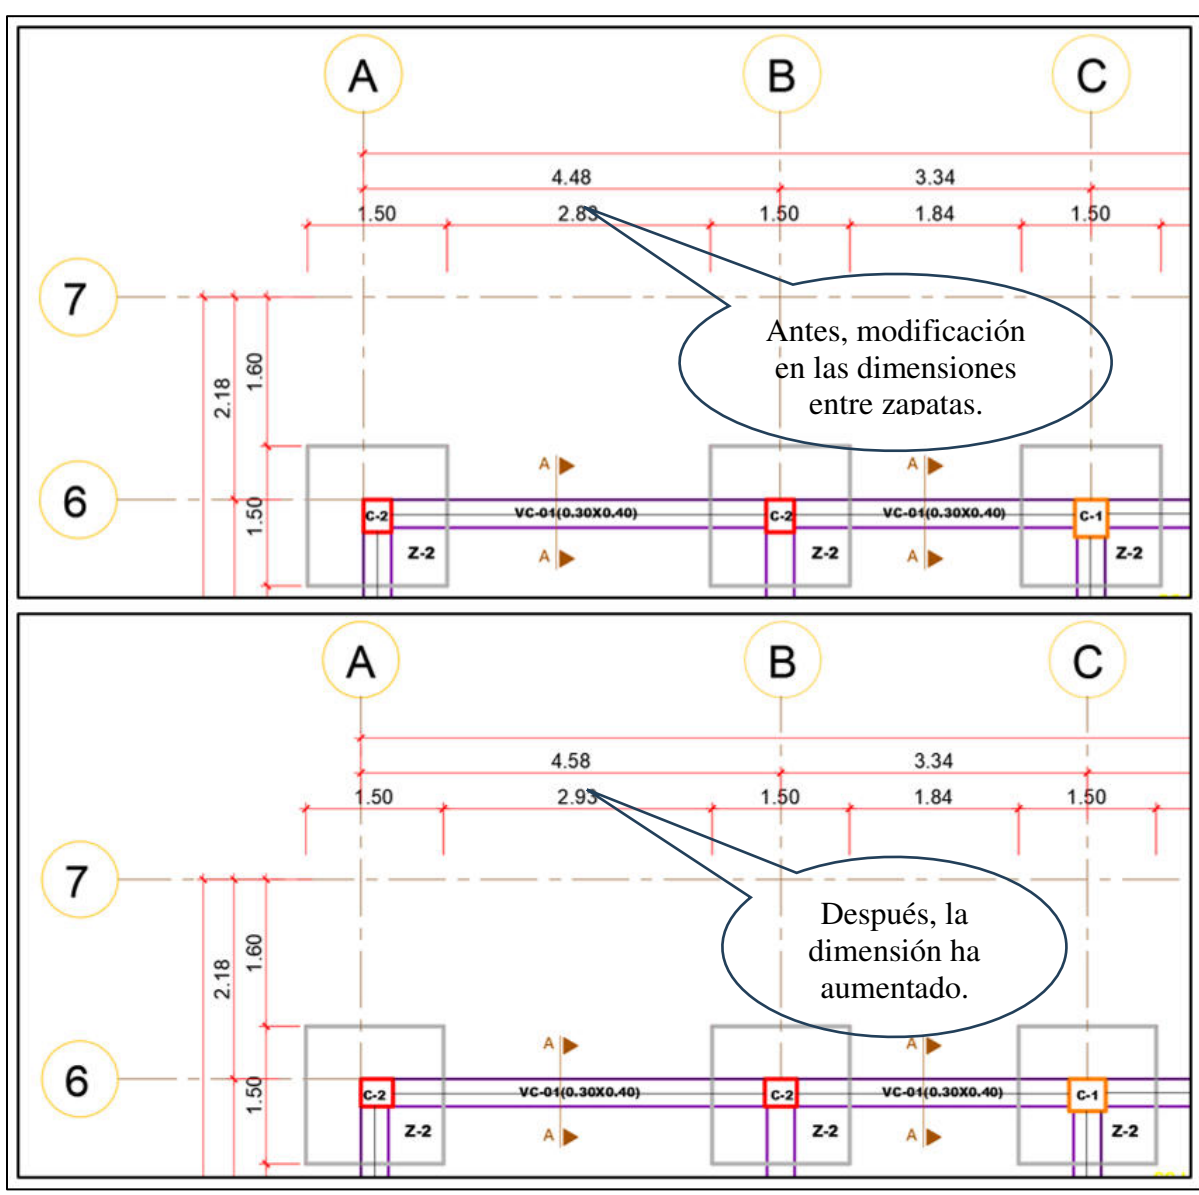 A B C
4.48 3.34
1.50 2.83 1.50 1.84 1.50
7
Antes, modificación
en las dimensiones
entre zapatas.
2.18 1.60
A A
6
1.50
C-2 VC-01(0.30X0.40) C-2 VC-01(0.30X0.40) C-1
Z-2 Z-2 Z-2
A A
A B C
4.58 3.34
1.50 2.93 1.50 1.84 1.50
7
Después, la
dimensión ha
aumentado.
2.18 1.60
A A
6
1.50
C-2 VC-01(0.30X0.40) C-2 VC-01(0.30X0.40) C-1
Z-2 Z-2 Z-2
A A